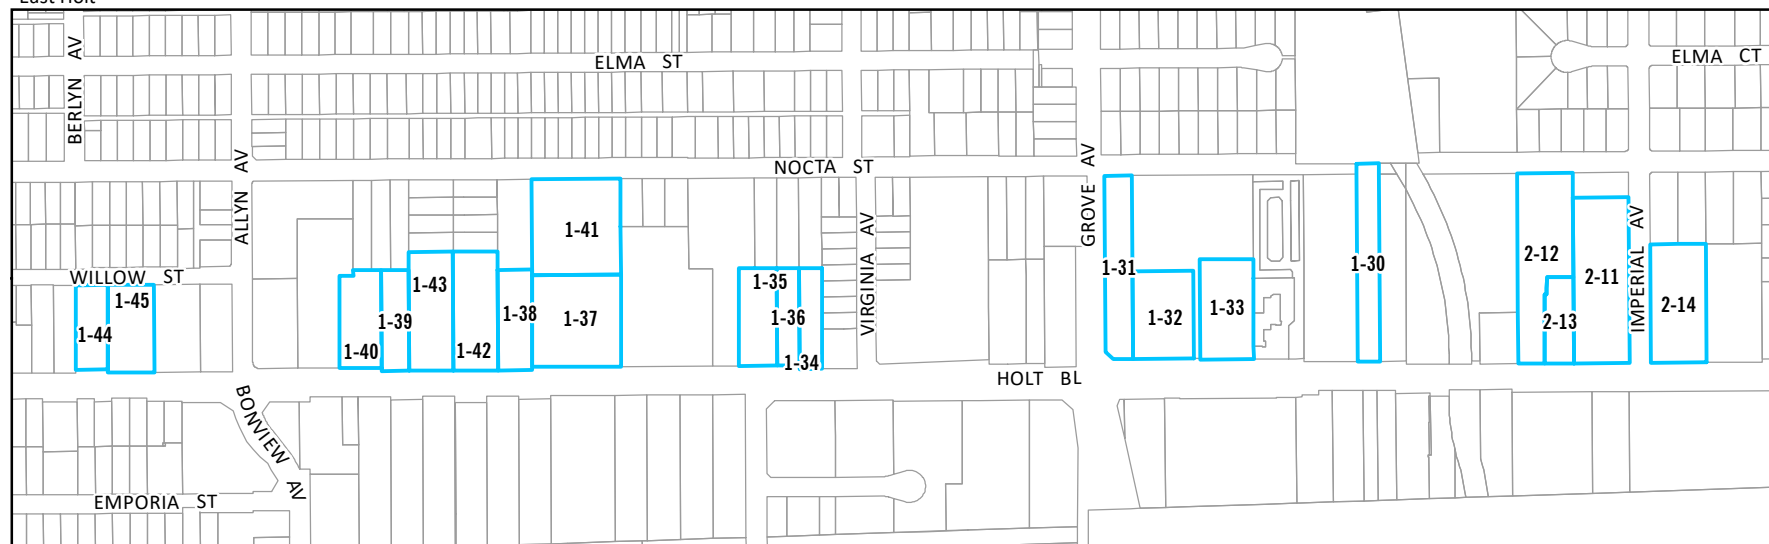 East Holt
BERLYN AV
ELMA ST
ELMA CT
ALLYN AV
NOCTA ST
GROVE AV
VIRGINIA AV
IMPERIAL AV
WILLOW ST
1-41
1-45
1-43
1-35
1-31
1-30
2-12
2-11
1-44
1-39
1-38
1-37
1-36
1-32
1-33
2-13
2-14
1-40
1-42
1-34
HOLT BL
BONVIEW AV
EMPORIA ST